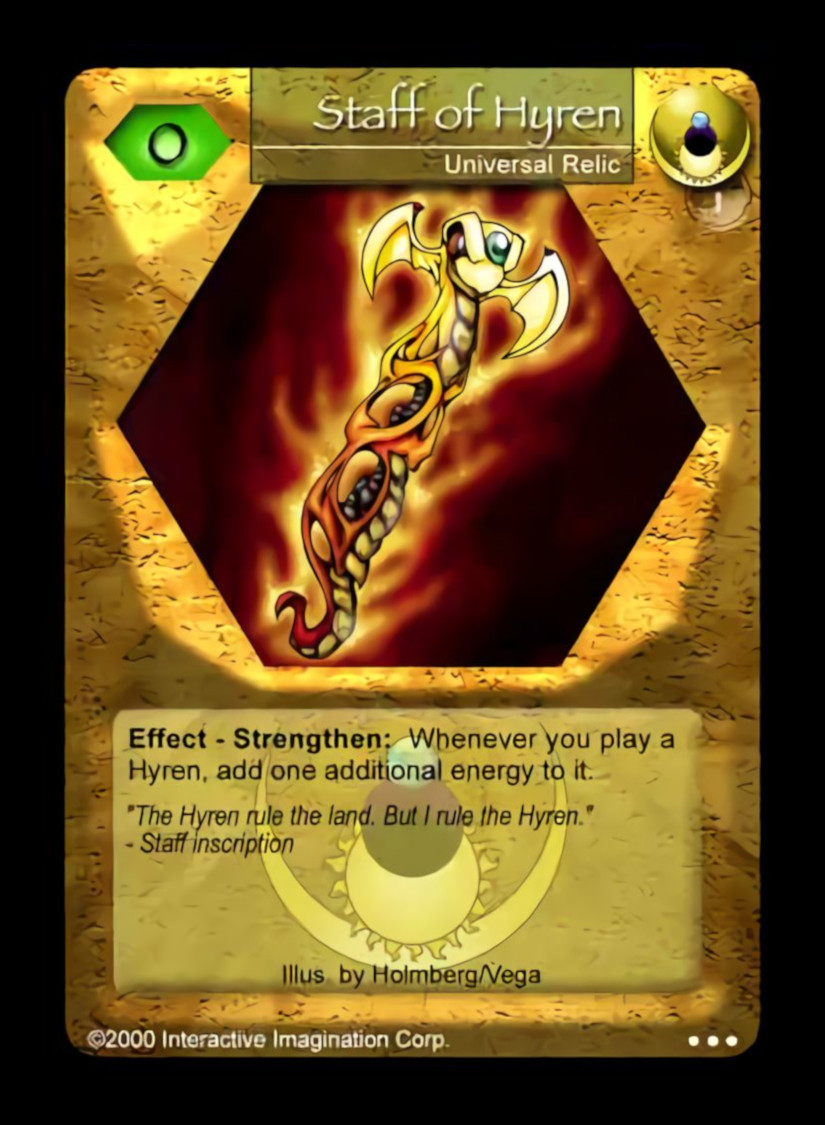 0
Staff of Hyren
Universal Relic
Effect - Strengthen: Whenever you play a
Hyren, add one additional energy to it.
"The Hyren rule the land. But I rule the Hyren."
- Staff inscription
Illus by Holmberg/Vega
©2000 Interactive Imagination Corp.